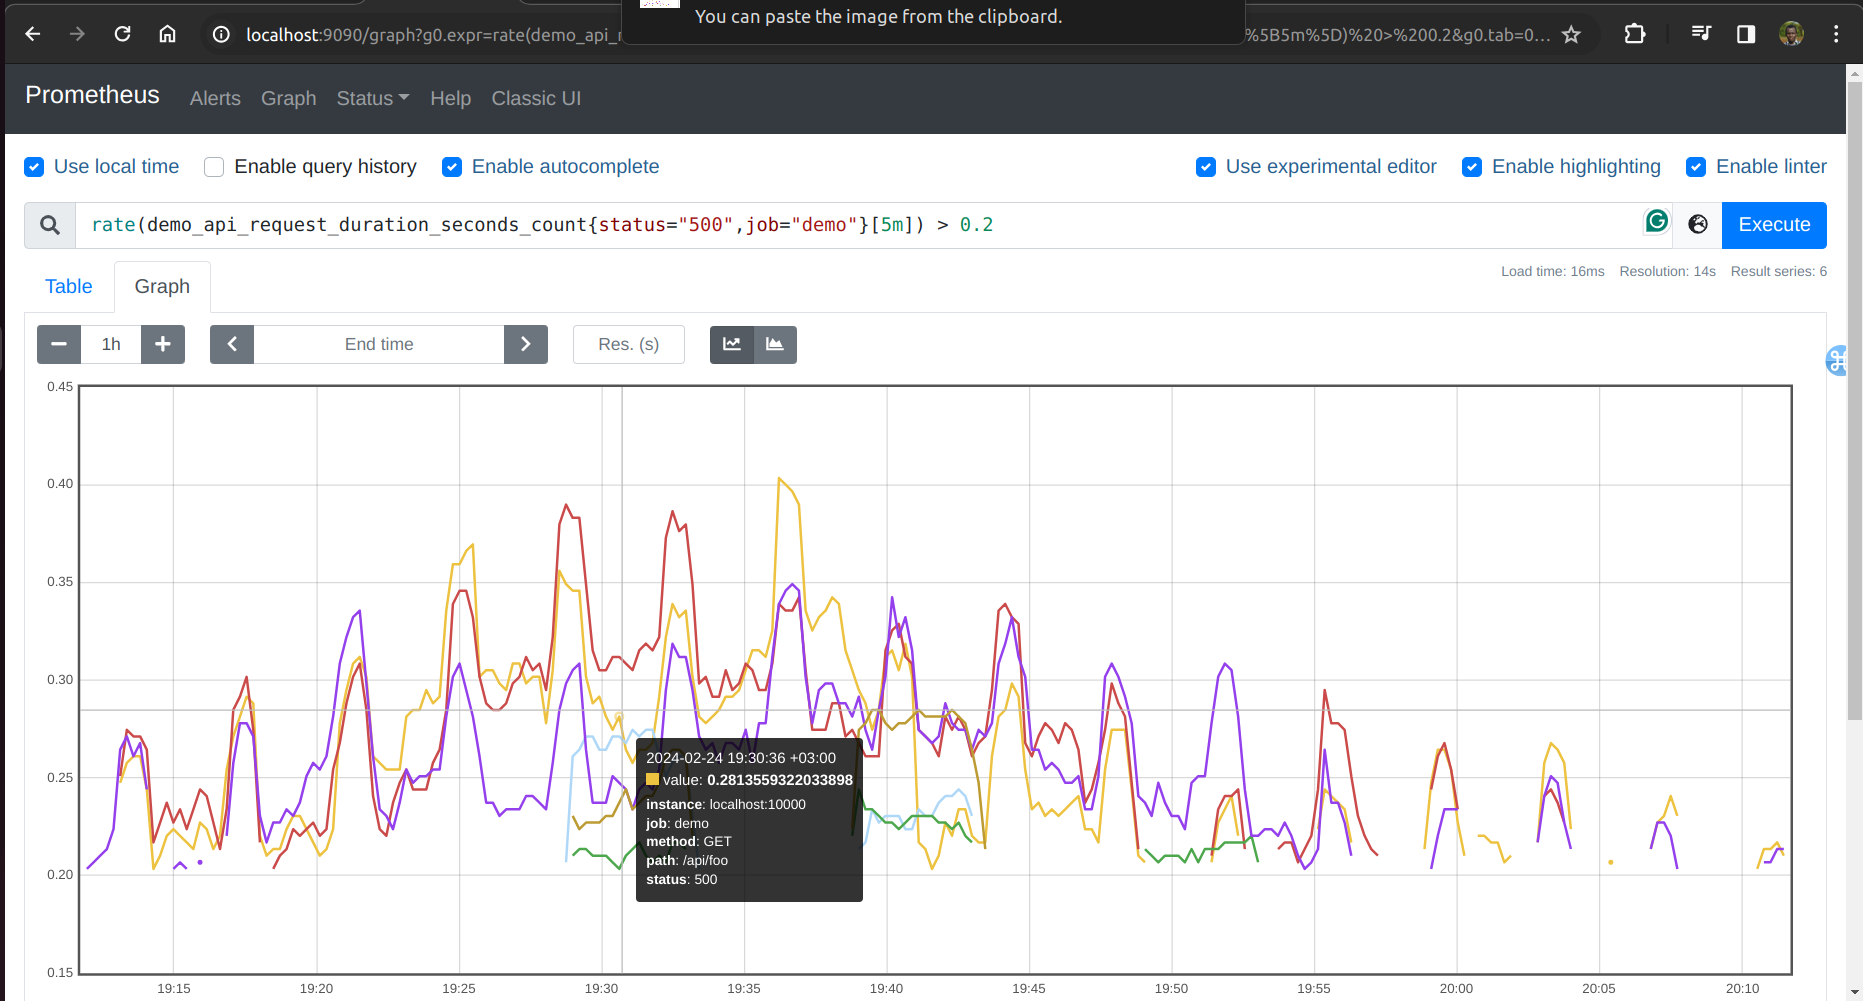 You can paste the image from the clipboard.
localhost:9090/graph?g0.expr=rate(demo_api_r
%5B5m%5D)%20>%200.2&g0.tab=0...
Prometheus Alerts Graph Status Help Classic UI
Use local time Enable query history Enable autocomplete Use experimental editor Enable highlighting Enable linter
rate(demo_api_request_duration_seconds_count{status="500",job="demo"}[5m]) > 0.2
Execute
Table Graph
Load time: 16ms Resolution: 14s Result series: 6
1h End time Res. (s)
0.45
0.40
0.35
0.30
0.25
0.20
0.15
2024-02-24 19:30:36 +03:00
value: 0.2813559322033898
instance: localhost:10000
job: demo
method: GET
path: /api/foo
status: 500
19:15 19:20 19:25 19:30 19:35 19:40 19:45 19:50 19:55 20:00 20:05 20:10